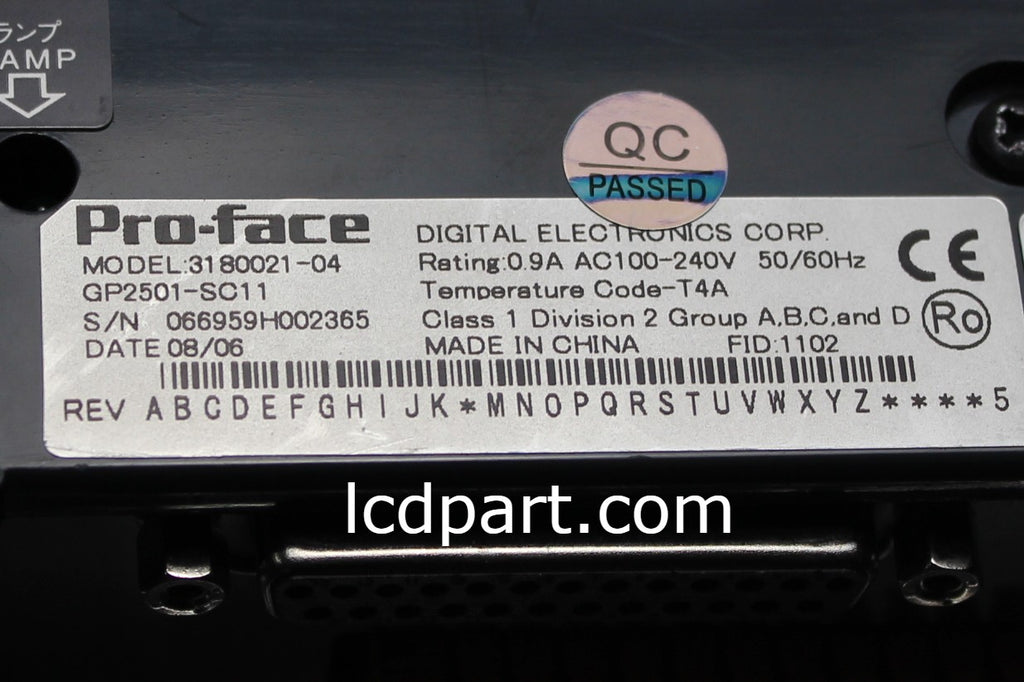 ランプ
AMP
QC
PASSED
Pro-face
MODEL:3180021-04
GP2501-SC11
S/N 066959H002365
DATE 08/06
DIGITAL ELECTRONICS CORP.
Rating:0.9A AC100-240V 50/60Hz
Temperature Code-T4A
Class 1 Division 2 Group A,B,C,and D
MADE IN CHINA FID:1102
CE
Ro
REV A B C D E F G H I J K * M N O P Q R S T U V W X Y Z * * * * 5
lcdpart.com